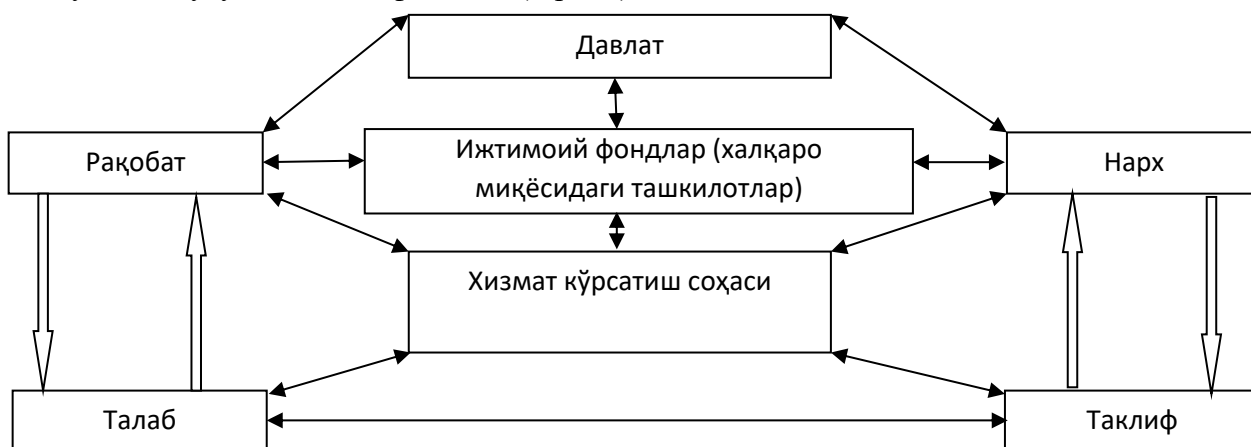 Давлат
Рақобат
Ижтимоий фондлар (халқаро
миқёсидаги ташкилотлар)
Нарх
Хизмат кўрсатиш соҳаси
Талаб
Таклиф